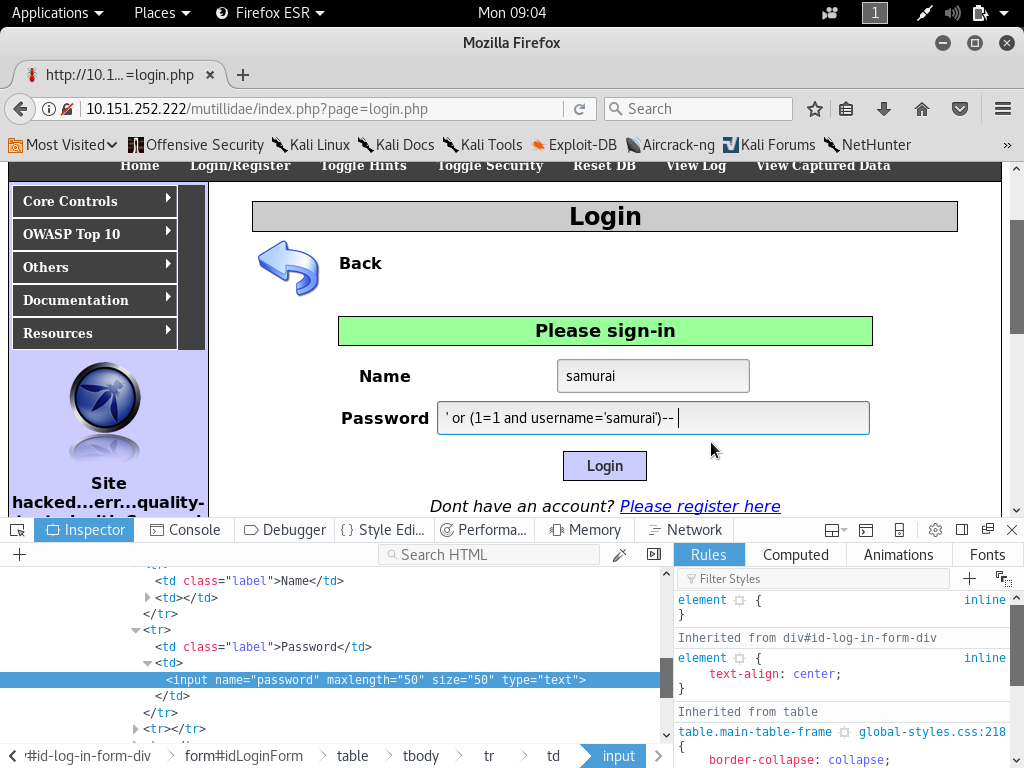 Applications Places Firefox ESR Mon 09:04 1
Mozilla Firefox
http://10.1...=login.php
10.151.252.222/mutillidae/index.php?page=login.php Search
Most Visited Offensive Security Kali Linux Kali Docs Kali Tools Exploit-DB Aircrack-ng Kali Forums NetHunter »
Home Login/Register Toggle Hints Toggle Security Reset DB View Log View Captured Data
Core Controls
OWASP Top 10
Others
Documentation
Resources
Site
hacked...err...quality-
Login
Back
Please sign-in
Name samurai
Password ' or (1=1 and username='samurai')--
Login
Dont have an account? Please register here
Inspector Console Debugger Style Edi... Performa... Memory Network
+ Search HTML
<td class="label">Name</td>
<td></td>
</tr>
<tr>
<td class="label">Password</td>
<td>
<input name="password" maxlength="50" size="50" type="text">
</td>
</tr>
<tr></tr>
#id-log-in-form-div form#idLoginForm table tbody tr td input
Rules Computed Animations Fonts
Filter Styles +
element { inline
}
Inherited from div#id-log-in-form-div
element { inline
text-align: center;
}
Inherited from table
table.main-table-frame global-styles.css:218
{
border-collapse: collapse;